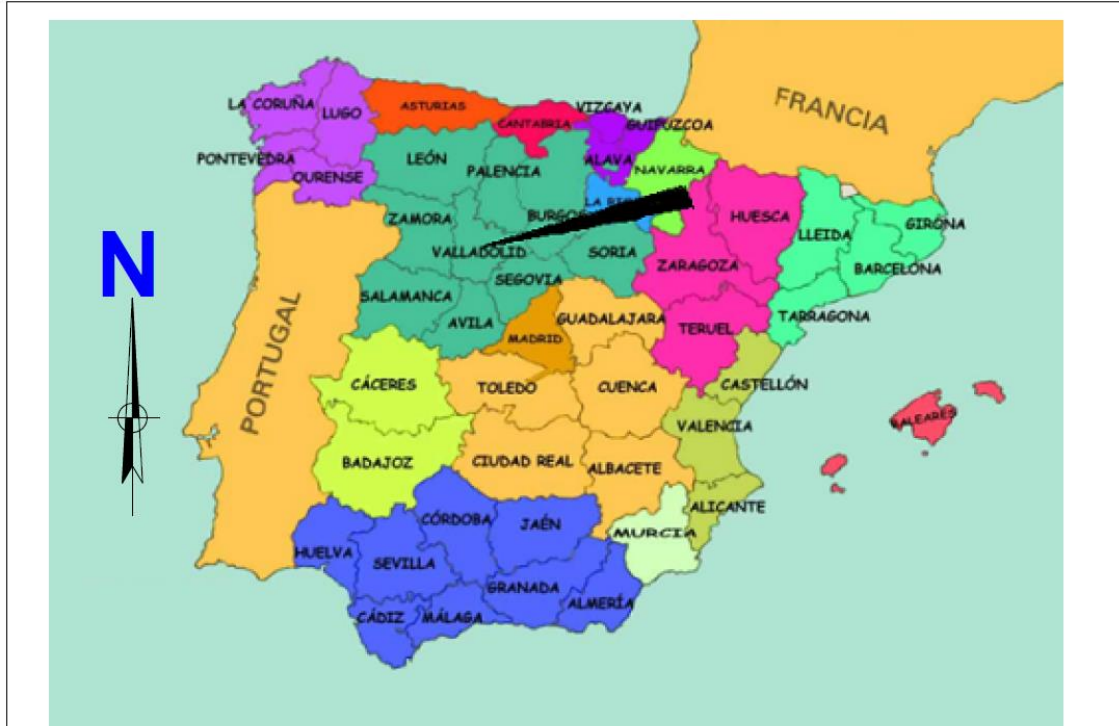 FRANCIA
VIZCAYA
LA CORUÑA
ASTURIAS
LUGO
CANTABRIA
GUIPUZCOA
PONTEVEDRA
LEÓN
PALENCIA
ALAVA
NAVARRA
OURENSE
ZAMORA
BURGOS
HUESCA
GIRONA
LLEIDA
N
VALLADOLID
SORIA
ZARAGOZA
BARCELONA
SEGOVIA
SALAMANCA
AVILA
GUADALAJARA
TARRAGONA
MADRID
TERUEL
PORTUGAL
CÁCERES
TOLEDO
CUENCA
CASTELLÓN
BALEARES
VALENCIA
BADAJOZ
CIUDAD REAL
ALBACETE
ALICANTE
CÓRDOBA
JAÉN
MURCIA
HUELVA
SEVILLA
GRANADA
ALMERÍA
CÁDIZ
MÁLAGA